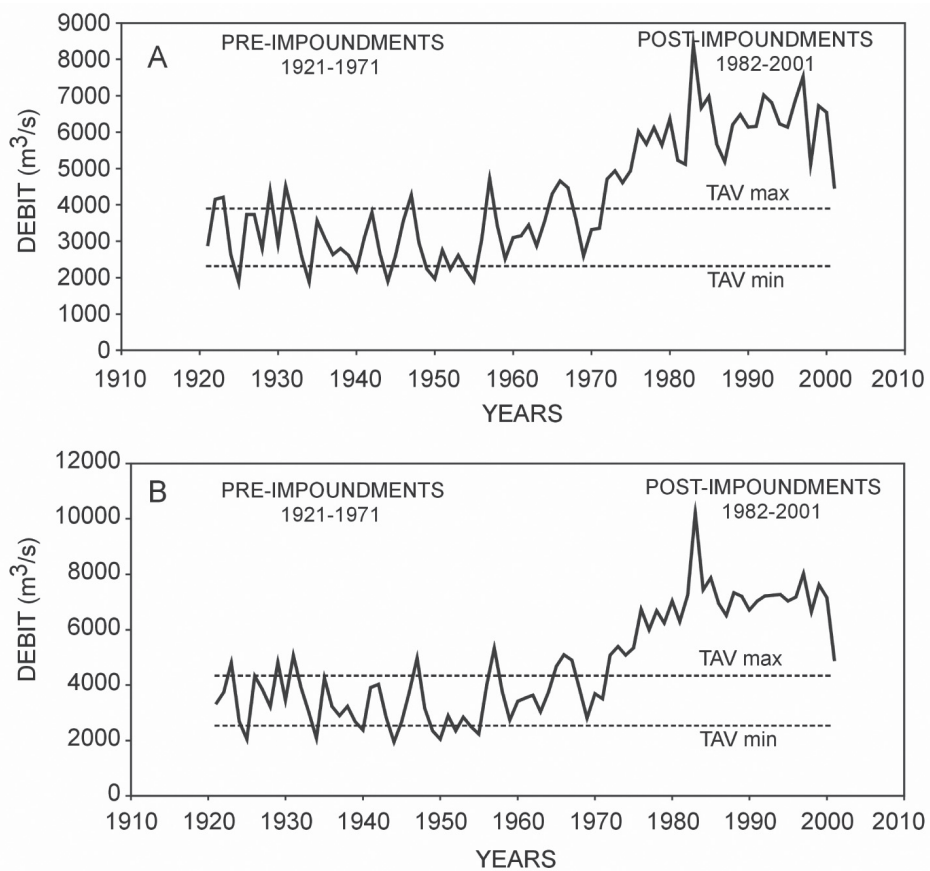 A
PRE-IMPOUNDMENTS
1921-1971
POST-IMPOUNDMENTS
1982-2001
9000
8000
7000
6000
5000
4000
3000
2000
1000
0
DEBIT (m³/s)
TAV max
TAV min
1910 1920 1930 1940 1950 1960 1970 1980 1990 2000 2010
YEARS
B
PRE-IMPOUNDMENTS
1921-1971
POST-IMPOUNDMENTS
1982-2001
12000
10000
8000
6000
4000
2000
0
DEBIT (m³/s)
TAV max
TAV min
1910 1920 1930 1940 1950 1960 1970 1980 1990 2000 2010
YEARS